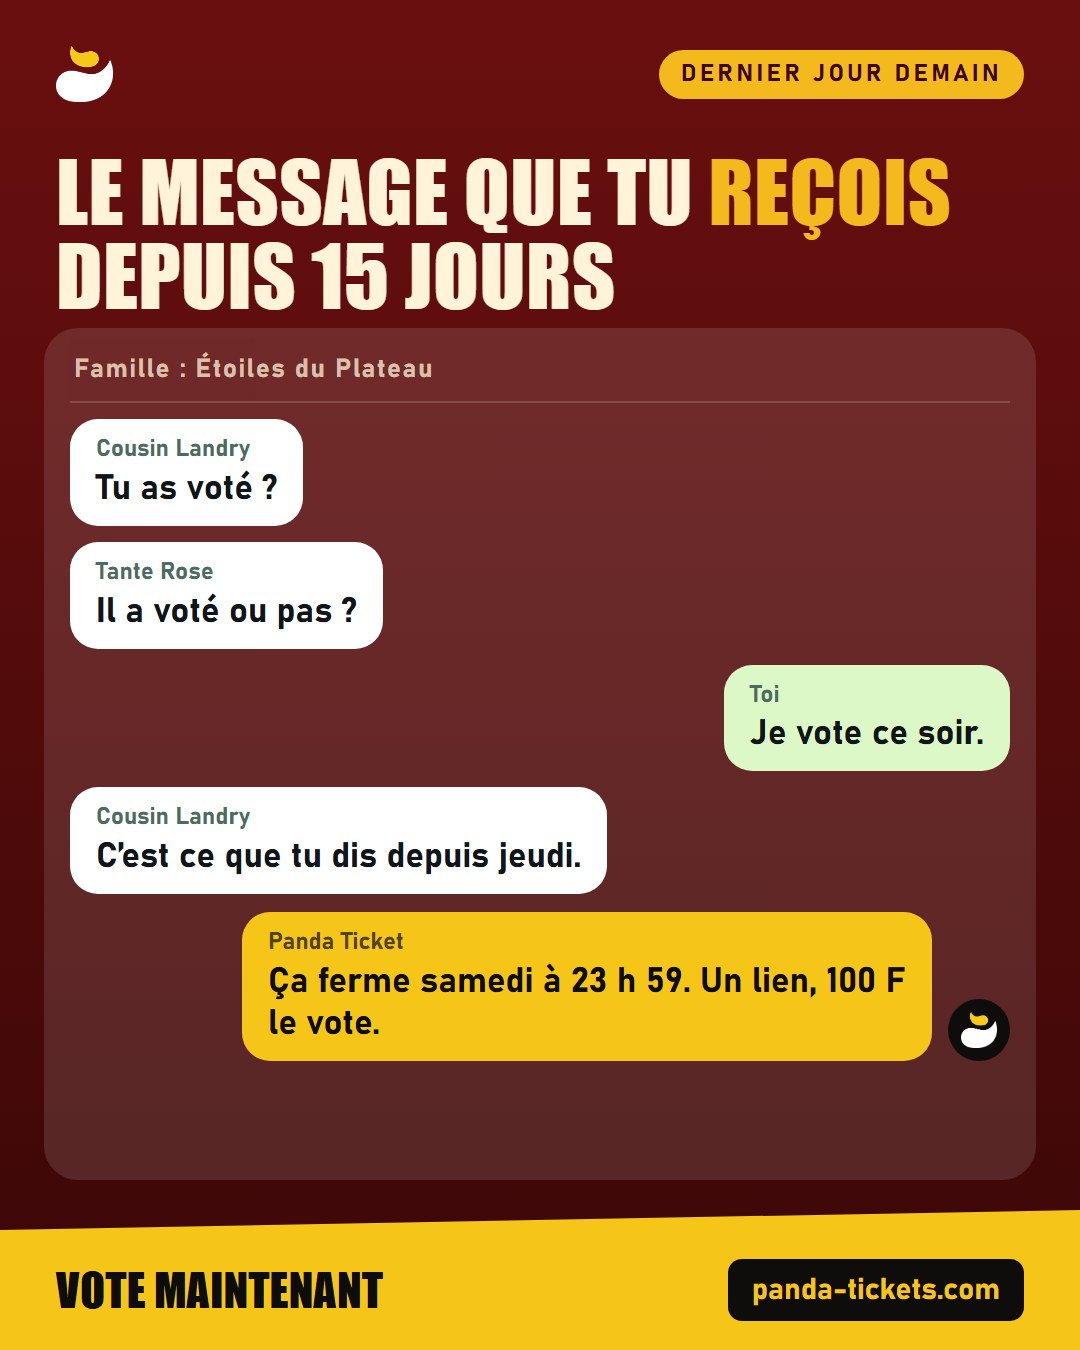 DERNIER JOUR DEMAIN
LE MESSAGE QUE TU REÇOIS
DEPUIS 15 JOURS
Famille : Étoiles du Plateau
Cousin Landry
Tu as voté ?
Tante Rose
Il a voté ou pas ?
Toi
Je vote ce soir.
Cousin Landry
C’est ce que tu dis depuis jeudi.
Panda Ticket
Ça ferme samedi à 23 h 59. Un lien, 100 F
le vote.
VOTE MAINTENANT
panda-tickets.com